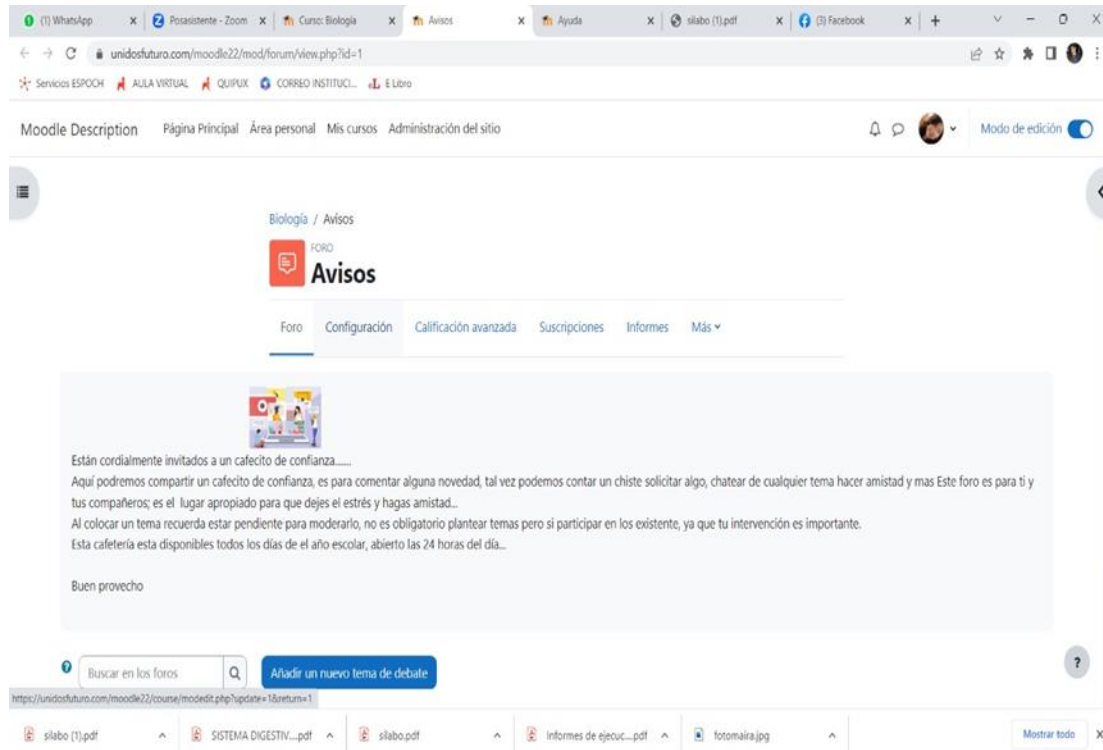 (1) WhatsApp
Posasistente - Zoom
Curso: Biologia
Avisos
Ayuda
silabo (1).pdf
(3) Facebook
unidosfuturo.com/moodle22/mod/forum/view.php?id=1
Servicios ESPOCH
AULA VIRTUAL
QUIPUX
CORREO INSTITUCI...
E Libro
Moodle Description
Página Principal
Área personal
Mis cursos
Administración del sitio
Modo de edición
Biología / Avisos
FORO
Avisos
Foro
Configuración
Calificación avanzada
Suscripciones
Informes
Más
Están cordialmente invitados a un cafecito de confianza.......
Aquí podremos compartir un cafecito de confianza, es para comentar alguna novedad, tal vez podemos contar un chiste solicitar algo, chatear de cualquier tema hacer amistad y mas Este foro es para ti y
tus compañeros; es el lugar apropiado para que dejes el estrés y hagas amistad...
Al colocar un tema recuerda estar pendiente para moderarlo, no es obligatorio plantear temas pero si participar en los existente, ya que tu intervención es importante.
Esta cafetería esta disponibles todos los días de el año escolar, abierto las 24 horas del día...
Buen provecho
Buscar en los foros
Añadir un nuevo tema de debate
?
https://unidosfuturo.com/moodle22/course/modedit.php?update=1&return=1
silabo (1).pdf
SISTEMA DIGESTIV....pdf
silabo.pdf
Informes de ejecuc....pdf
fotomaira.jpg
Mostrar todo